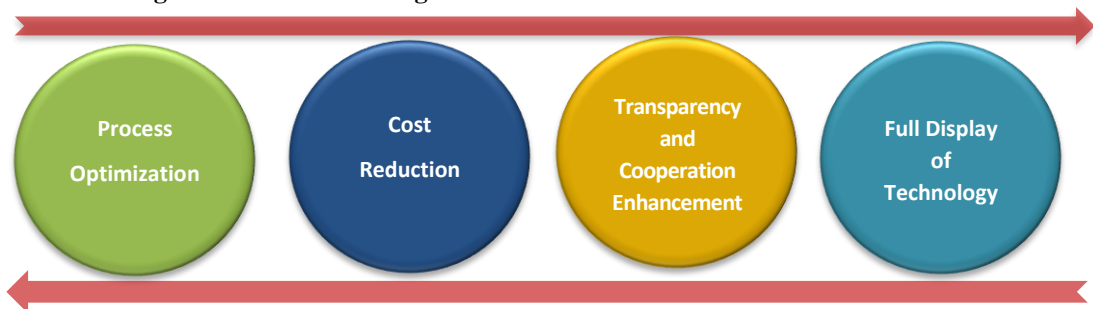 Process
Optimization
Cost
Reduction
Transparency
and
Cooperation
Enhancement
Full Display
of
Technology